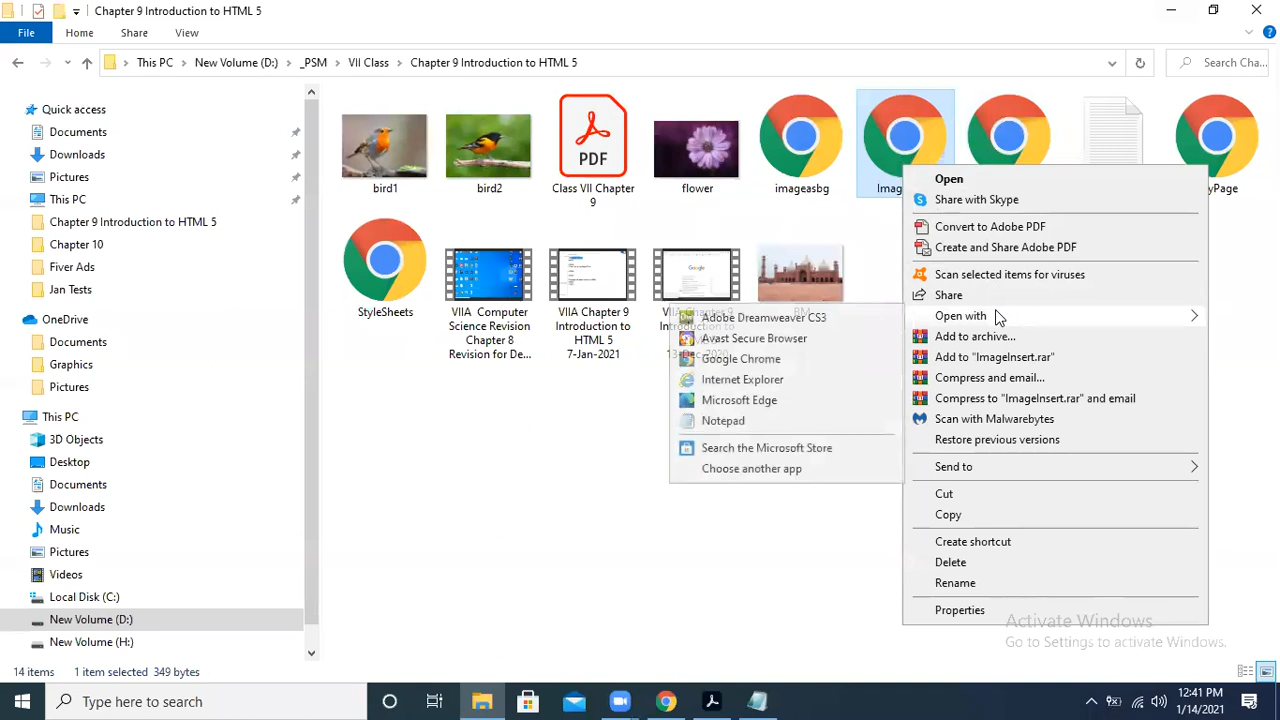 Chapter 9 Introduction to HTML 5
File
Home
Share
View
This PC
New Volume (D:)
_PSM
VII Class
Chapter 9 Introduction to HTML 5
Search Cha...
Quick access
Documents
Downloads
Pictures
This PC
Chapter 9 Introduction to HTML 5
Chapter 10
Fiver Ads
Jan Tests
OneDrive
Documents
Graphics
Pictures
This PC
3D Objects
Desktop
Documents
Downloads
Music
Pictures
Videos
Local Disk (C:)
New Volume (D:)
New Volume (H:)
PDF
bird1
bird2
Class VII Chapter
9
flower
imageasbg
StyleSheets
VIIA Computer
Science Revision
Chapter 8
Revision for De...
VIIA Chapter 9
Introduction to
HTML 5
7-Jan-2021
VIIA Chapter 9
Introduction to
Open
Share with Skype
Convert to Adobe PDF
Create and Share Adobe PDF
Scan selected items for viruses
Share
Open with
Add to archive...
Add to "ImageInsert.rar"
Compress and email...
Compress to "ImageInsert.rar" and email
Scan with Malwarebytes
Restore previous versions
Send to
Cut
Copy
Create shortcut
Delete
Rename
Properties
Adobe Dreamweaver CS3
Avast Secure Browser
Google Chrome
Internet Explorer
Microsoft Edge
Notepad
Search the Microsoft Store
Choose another app
Activate Windows
Go to Settings to activate Windows.
14 items
1 item selected 349 bytes
Type here to search
12:41 PM
1/14/2021